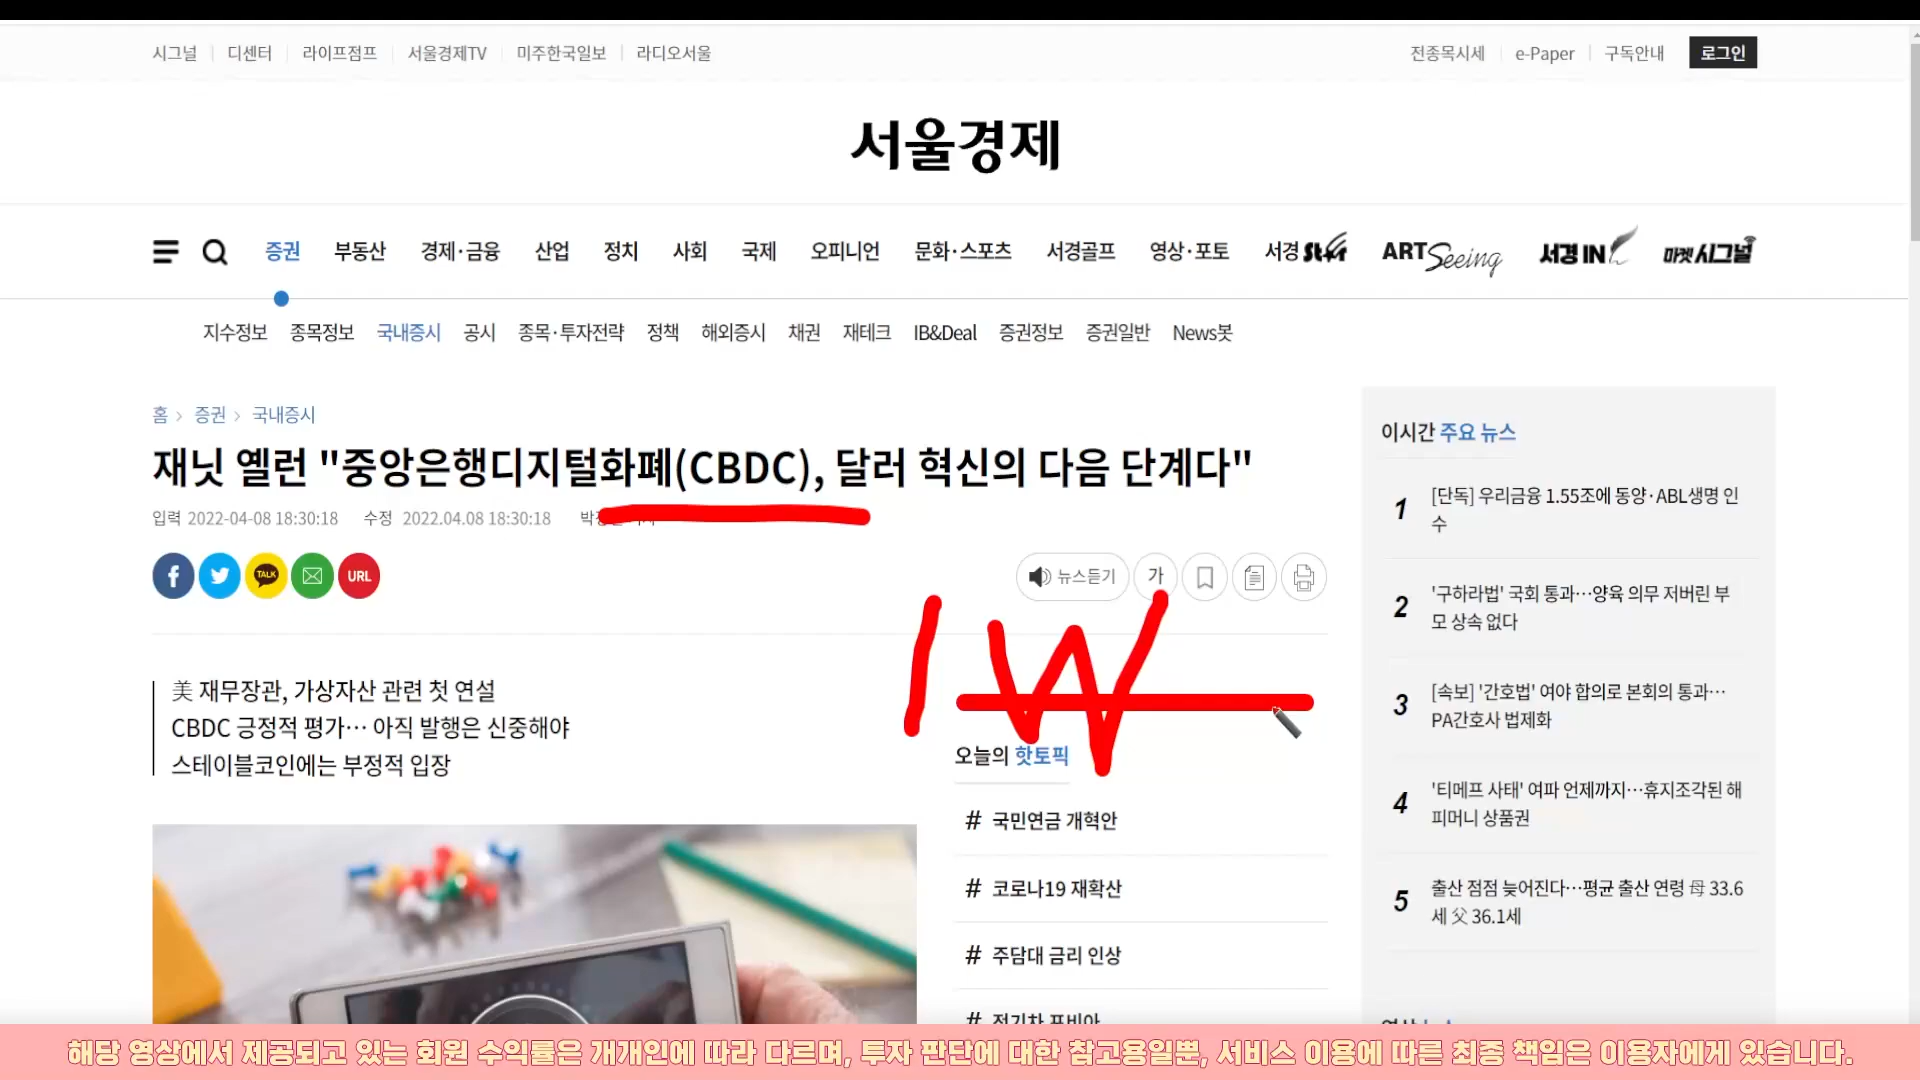 시그널 디센터 라이프점프 서울경제TV 미주한국일보 라디오서울 전종목시세 e-Paper 구독안내 로그인
서울경제
증권 부동산 경제·금융 산업 정치 사회 국제 오피니언 문화·스포츠 서경골프 영상·포토 서경 star ART Seeing 서경IN 마켓시그널
지수정보 종목정보 국내증시 공시 종목·투자전략 정책 해외증시 채권 재테크 IB&Deal 증권정보 증권일반 News봇
홈 > 증권 > 국내증시
재닛 옐런 "중앙은행디지털화폐(CBDC), 달러 혁신의 다음 단계다"
입력 2022-04-08 18:30:18 수정 2022.04.08 18:30:18
TALK URL
뉴스듣기 가
1 W
美 재무장관, 가상자산 관련 첫 연설
CBDC 긍정적 평가… 아직 발행은 신중해야
스테이블코인에는 부정적 입장
오늘의 핫토픽
# 국민연금 개혁안
# 코로나19 재확산
# 주담대 금리 인상
# 전기차 포비아
이시간 주요 뉴스
1 [단독] 우리금융 1.55조에 동양·ABL생명 인
수
2 '구하라법' 국회 통과…양육 의무 저버린 부
모 상속 없다
3 [속보] '간호법' 여야 합의로 본회의 통과…
PA간호사 법제화
4 '티메프 사태' 여파 언제까지…휴지조각된 해
피머니 상품권
5 출산 점점 늦어진다…평균 출산 연령 母 33.6
세 父 36.1세
해당 영상에서 제공되고 있는 회원 수익률은 개개인에 따라 다르며, 투자 판단에 대한 참고용일뿐, 서비스 이용에 따른 최종 책임은 이용자에게 있습니다.